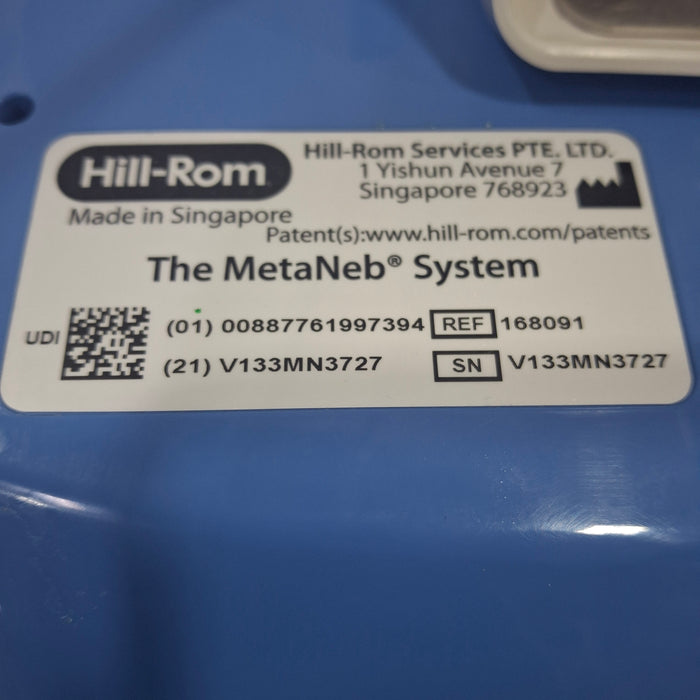 Hill-Rom
Hill-Rom Services PTE. LTD.
1 Yishun Avenue 7
Singapore 768923
Made in Singapore
Patent(s):www.hill-rom.com/patents
The MetaNeb® System
UDI
(01) 00887761997394 REF 168091
(21) V133MN3727 SN V133MN3727